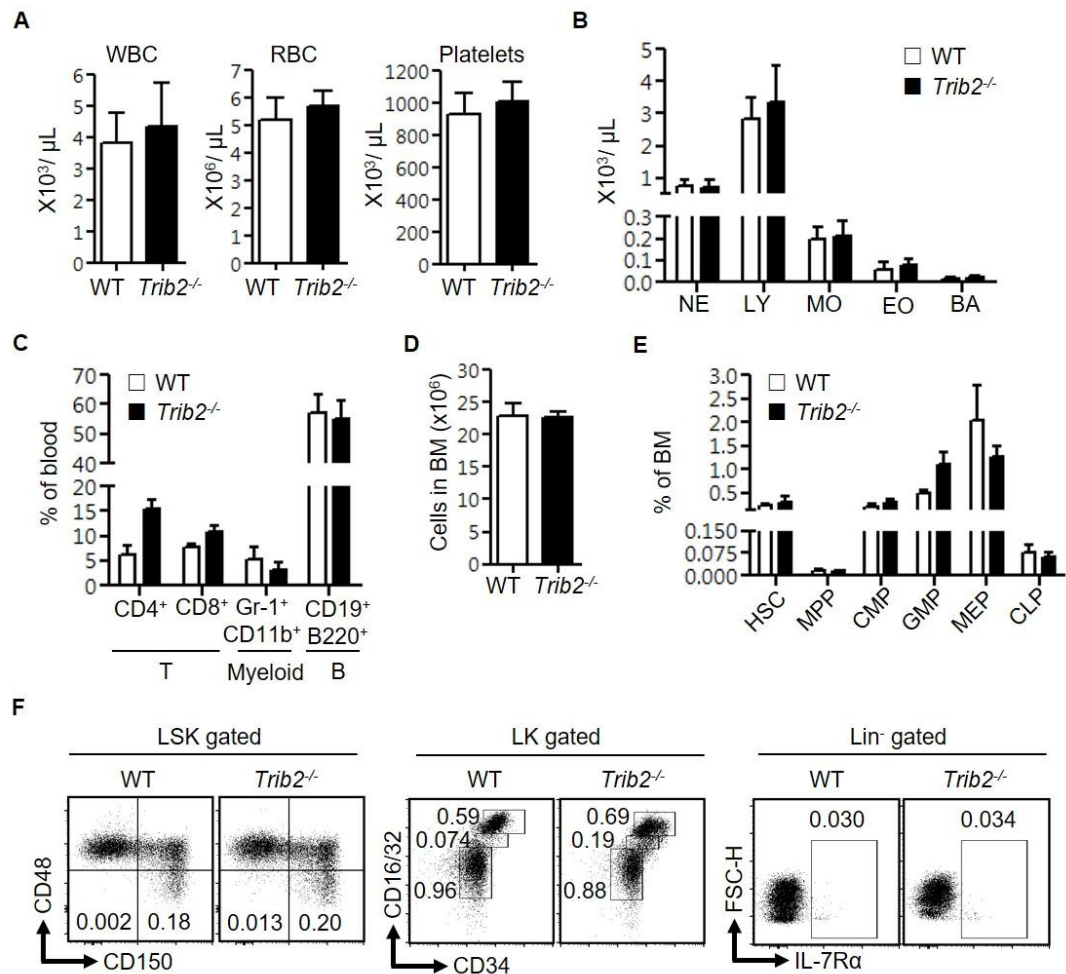 A
WBC
RBC
Platelets
X10³/ µL
6
5
4
3
2
1
0
WT Trib2-/-
X10⁶/ µL
7
6
5
4
3
2
1
0
WT Trib2-/-
X10³/ µL
1200
1000
800
600
400
200
0
WT Trib2-/-
B
WT
Trib2-/-
X10³/ µL
5
4
3
2
1
0.3
0.2
0.1
0.0
NE LY MO EO BA
C
WT
Trib2-/-
% of blood
70
60
50
40
20
15
10
5
0
CD4⁺ CD8⁺ Gr-1⁺ CD19⁺
CD11b⁺ B220⁺
T Myeloid B
D
Cells in BM (x10⁶)
30
25
20
15
10
5
0
WT Trib2-/-
E
WT
Trib2-/-
% of BM
3.0
2.5
2.0
1.5
1.0
0.5
0.150
0.075
0.000
HSC MPP CMP GMP MEP CLP
F
LSK gated
WT Trib2-/-
CD48
0.002 0.18 0.013 0.20
CD150
LK gated
WT Trib2-/-
CD16/32
0.59 0.69
0.074 0.19
0.96 0.88
CD34
Lin⁻ gated
WT Trib2-/-
FSC-H
0.030 0.034
IL-7Rα